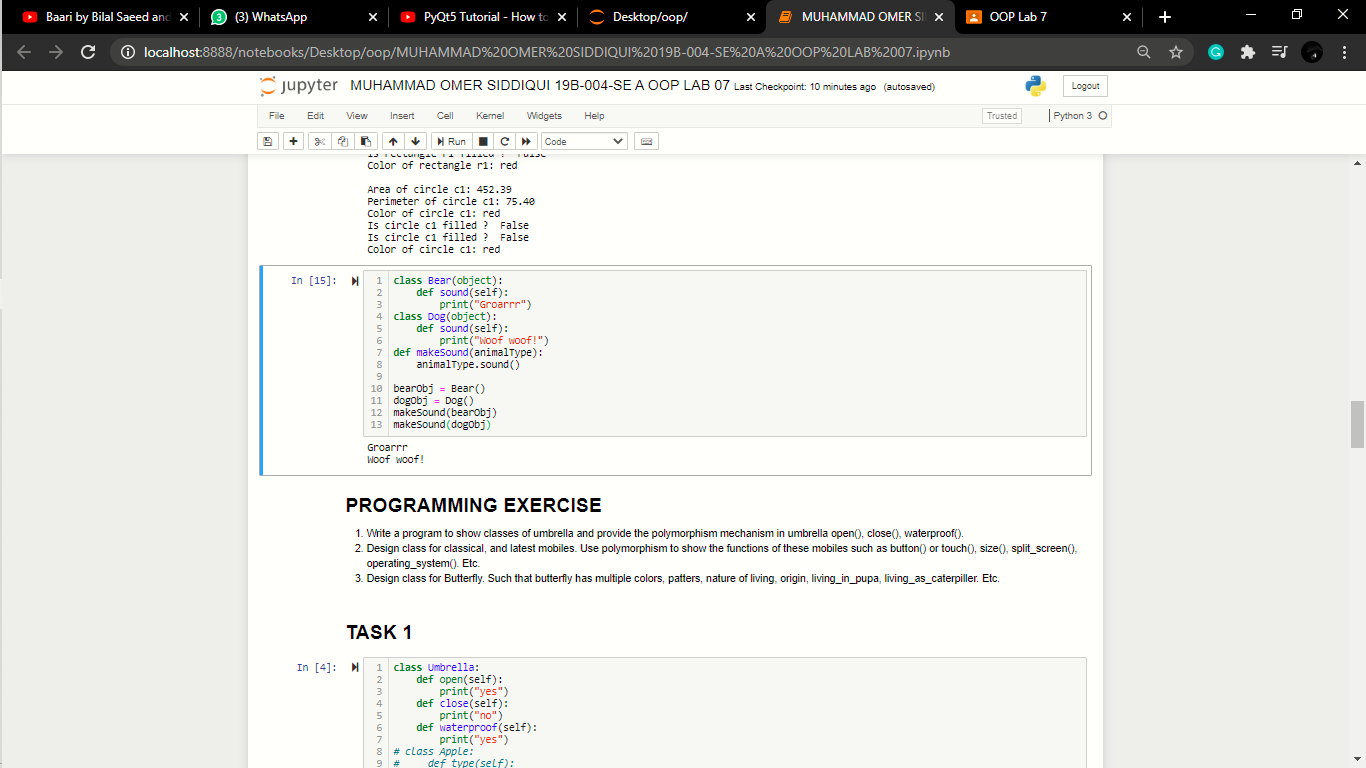 Baari by Bilal Saeed and
(3) WhatsApp
PyQt5 Tutorial - How to
Desktop/oop/
MUHAMMAD OMER SI
OOP Lab 7
localhost:8888/notebooks/Desktop/oop/MUHAMMAD%20OMER%20SIDDIQUI%2019B-004-SE%20A%20OOP%20LAB%2007.ipynb
jupyter MUHAMMAD OMER SIDDIQUI 19B-004-SE A OOP LAB 07 Last Checkpoint: 10 minutes ago (autosaved)
Logout
File Edit View Insert Cell Kernel Widgets Help
Trusted
Python 3
Run
Code
Is rectangle r1 filled ? False
Color of rectangle r1: red
Area of circle c1: 452.39
Perimeter of circle c1: 75.40
Color of circle c1: red
Is circle c1 filled ? False
Is circle c1 filled ? False
Color of circle c1: red
In [15]:
1 class Bear(object):
2 def sound(self):
3 print("Groarrr")
4 class Dog(object):
5 def sound(self):
6 print("Woof woof!")
7 def makeSound(animalType):
8 animalType.sound()
9
10 bearObj = Bear()
11 dogObj = Dog()
12 makeSound(bearObj)
13 makeSound(dogObj)
Groarrr
Woof woof!
PROGRAMMING EXERCISE
1. Write a program to show classes of umbrella and provide the polymorphism mechanism in umbrella open(), close(), waterproof().
2. Design class for classical, and latest mobiles. Use polymorphism to show the functions of these mobiles such as button() or touch(), size(), split_screen(),
operating_system(). Etc.
3. Design class for Butterfly. Such that butterfly has multiple colors, patters, nature of living, origin, living_in_pupa, living_as_caterpiller. Etc.
TASK 1
In [4]:
1 class Umbrella:
2 def open(self):
3 print("yes")
4 def close(self):
5 print("no")
6 def waterproof(self):
7 print("yes")
8 # class Apple:
9 # def type(self):